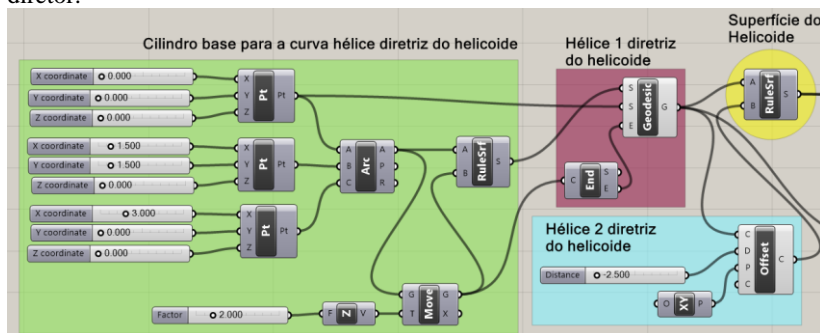 diretor.
Cilindro base para a curva hélice diretriz do helicoide
Hélice 1 diretriz
do helicoide
Superfície do
Helicoide
X coordinate 0.000
Y coordinate 0.000
Z coordinate 0.000
X Y Z Pt Pt
X coordinate 1.500
Y coordinate 1.500
Z coordinate 0.000
X Y Z Pt Pt
X coordinate 3.000
Y coordinate 0.000
Z coordinate 0.000
X Y Z Pt Pt
A B C Arc A P R
A B RuleSrf S
Factor 2.000
F Z V
G T Move G X
S S E Geodesic G
C End S E
A B RuleSrf S
Hélice 2 diretriz
do helicoide
Distance -2.500
O XY P
C D P C Offset C